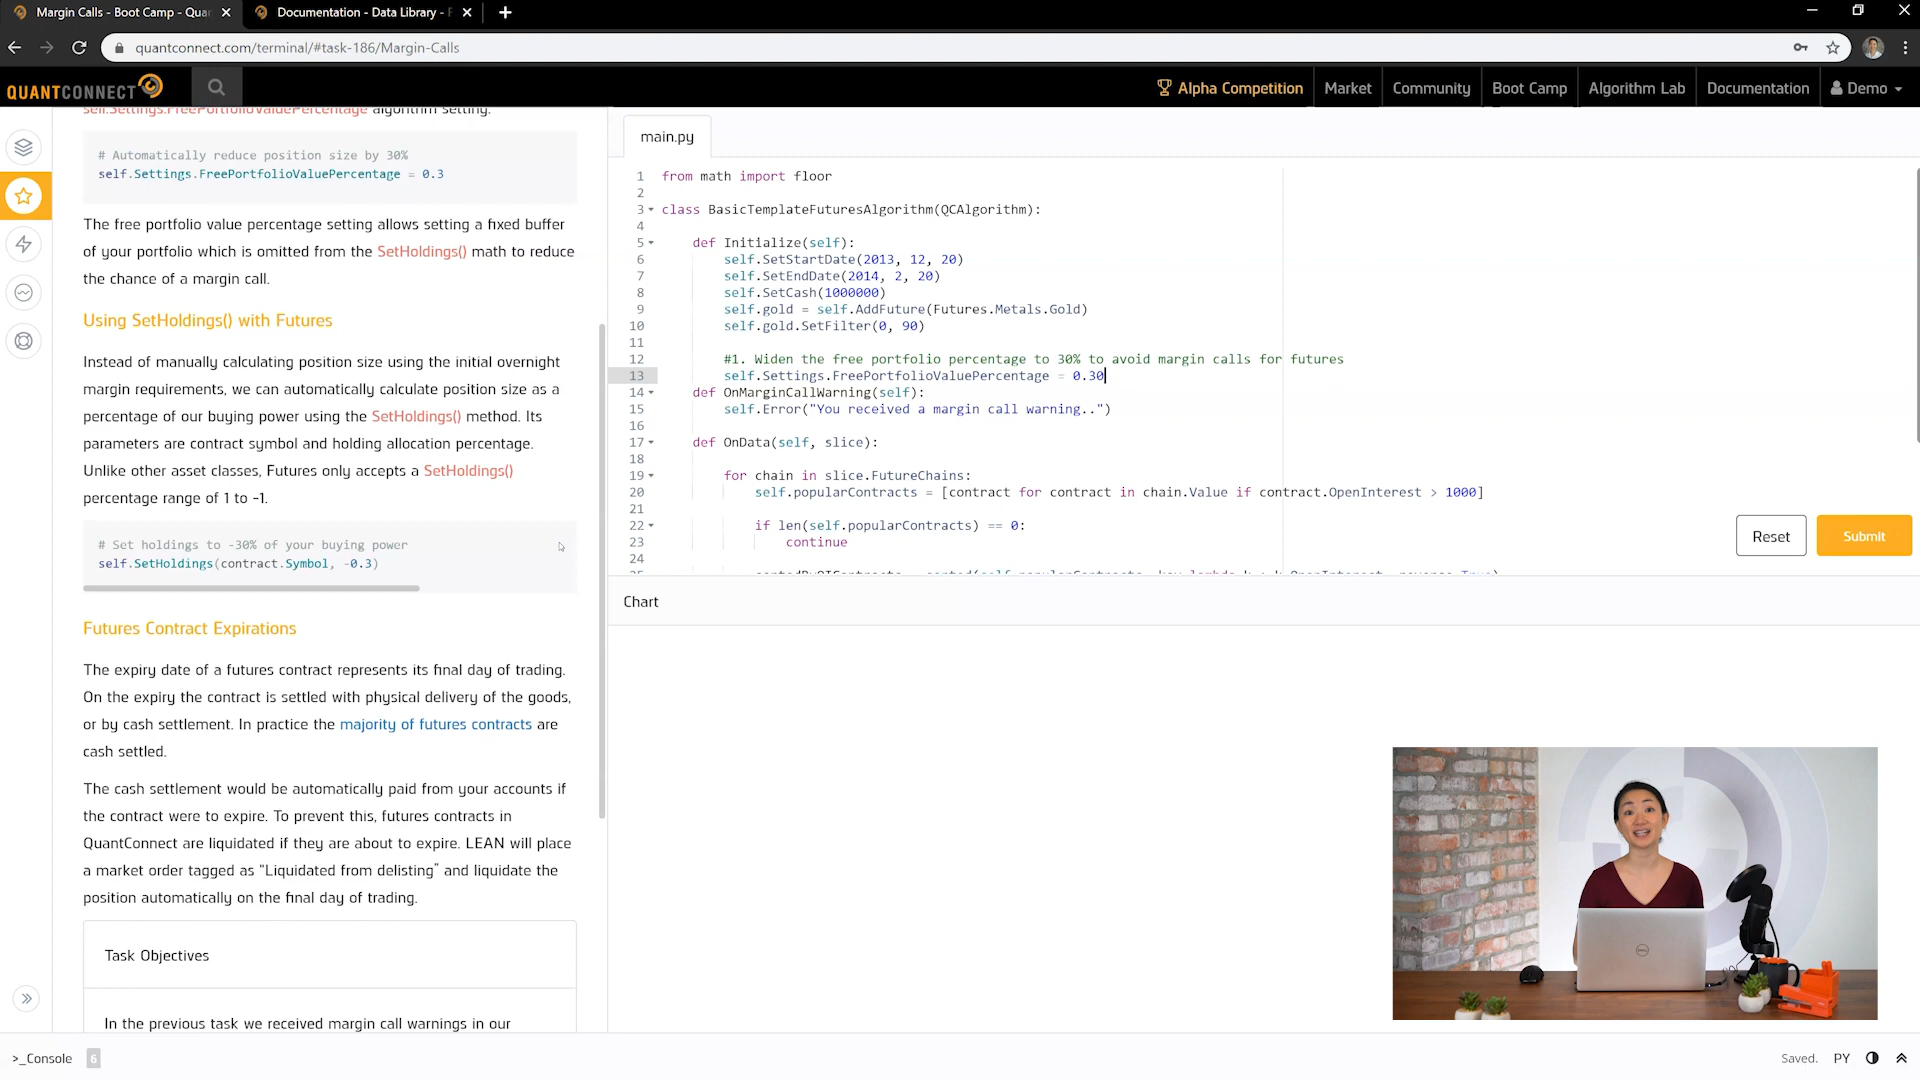 Margin Calls - Boot Camp - Qua
Documentation - Data Library -
quantconnect.com/terminal/#task-186/Margin-Calls
QUANTCONNECT
Alpha Competition
Market
Community
Boot Camp
Algorithm Lab
Documentation
Demo
self.Settings.FreePortfolioValuePercentage algorithm setting.
# Automatically reduce position size by 30%
self.Settings.FreePortfolioValuePercentage = 0.3
The free portfolio value percentage setting allows setting a fixed buffer
of your portfolio which is omitted from the SetHoldings() math to reduce
the chance of a margin call.
Using SetHoldings() with Futures
Instead of manually calculating position size using the initial overnight
margin requirements, we can automatically calculate position size as a
percentage of our buying power using the SetHoldings() method. Its
parameters are contract symbol and holding allocation percentage.
Unlike other asset classes, Futures only accepts a SetHoldings()
percentage range of 1 to -1.
# Set holdings to -30% of your buying power
self.SetHoldings(contract.Symbol, -0.3)
Futures Contract Expirations
The expiry date of a futures contract represents its final day of trading.
On the expiry the contract is settled with physical delivery of the goods,
or by cash settlement. In practice the majority of futures contracts are
cash settled.
The cash settlement would be automatically paid from your accounts if
the contract were to expire. To prevent this, futures contracts in
QuantConnect are liquidated if they are about to expire. LEAN will place
a market order tagged as "Liquidated from delisting" and liquidate the
position automatically on the final day of trading.
Task Objectives
In the previous task we received margin call warnings in our
main.py
1 from math import floor
2
3 class BasicTemplateFuturesAlgorithm(QCAlgorithm):
4
5 def Initialize(self):
6 self.SetStartDate(2013, 12, 20)
7 self.SetEndDate(2014, 2, 20)
8 self.SetCash(1000000)
9 self.gold = self.AddFuture(Futures.Metals.Gold)
10 self.gold.SetFilter(0, 90)
11
12 #1. Widen the free portfolio percentage to 30% to avoid margin calls for futures
13 self.Settings.FreePortfolioValuePercentage = 0.30
14 def OnMarginCallWarning(self):
15 self.Error("You received a margin call warning..")
16
17 def OnData(self, slice):
18
19 for chain in slice.FutureChains:
20 self.popularContracts = [contract for contract in chain.Value if contract.OpenInterest > 1000]
21
22 if len(self.popularContracts) == 0:
23 continue
24
Reset
Submit
Chart
>_Console 6
Saved.
PY